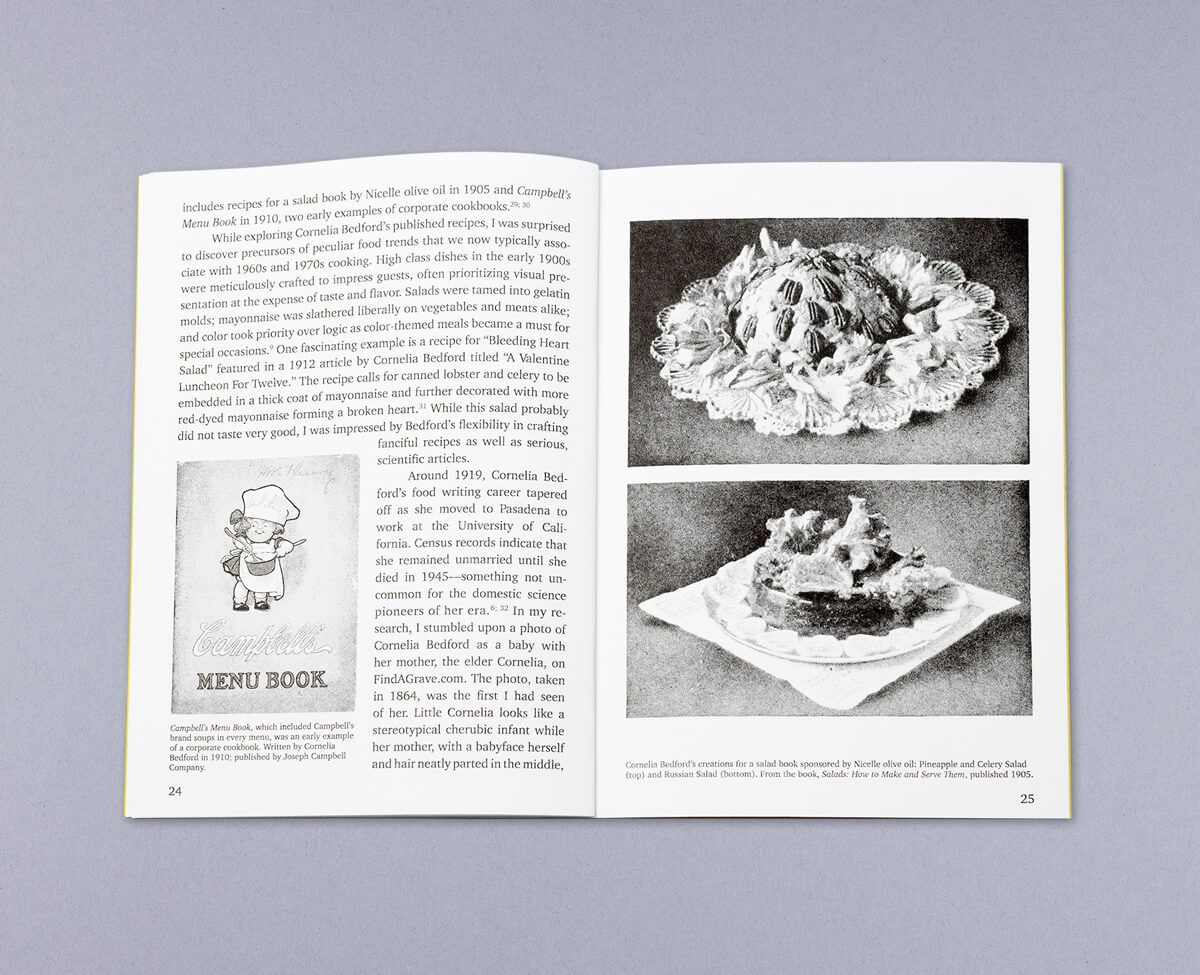 includes recipes for a salad book by Nicelle olive oil in 1905 and Campbell's
Menu Book in 1910, two early examples of corporate cookbooks.29; 30
While exploring Cornelia Bedford's published recipes, I was surprised
to discover precursors of peculiar food trends that we now typically asso-
ciate with 1960s and 1970s cooking. High class dishes in the early 1900s
were meticulously crafted to impress guests, often prioritizing visual pre-
sentation at the expense of taste and flavor. Salads were tamed into gelatin
molds; mayonnaise was slathered liberally on vegetables and meats alike;
and color took priority over logic as color-themed meals became a must for
special occasions.9 One fascinating example is a recipe for “Bleeding Heart
Salad” featured in a 1912 article by Cornelia Bedford titled “A Valentine
Luncheon For Twelve.” The recipe calls for canned lobster and celery to be
embedded in a thick coat of mayonnaise and further decorated with more
red-dyed mayonnaise forming a broken heart.31 While this salad probably
did not taste very good, I was impressed by Bedford's flexibility in crafting
fanciful recipes as well as serious,
scientific articles.
Around 1919, Cornelia Bed-
ford's food writing career tapered
off as she moved to Pasadena to
work at the University of Cali-
fornia. Census records indicate that
she remained unmarried until she
died in 1945—something not un-
common for the domestic science
pioneers of her era.6; 32 In my re-
search, I stumbled upon a photo of
Cornelia Bedford as a baby with
her mother, the elder Cornelia, on
FindAGrave.com. The photo, taken
in 1864, was the first I had seen
of her. Little Cornelia looks like a
stereotypical cherubic infant while
her mother, with a babyface herself
and hair neatly parted in the middle,
Campbell's
MENU BOOK
Campbell's Menu Book, which included Campbell's
brand soups in every menu, was an early example
of a corporate cookbook. Written by Cornelia
Bedford in 1910; published by Joseph Campbell
Company.
24
Cornelia Bedford's creations for a salad book sponsored by Nicelle olive oil: Pineapple and Celery Salad
(top) and Russian Salad (bottom). From the book, Salads: How to Make and Serve Them, published 1905.
25